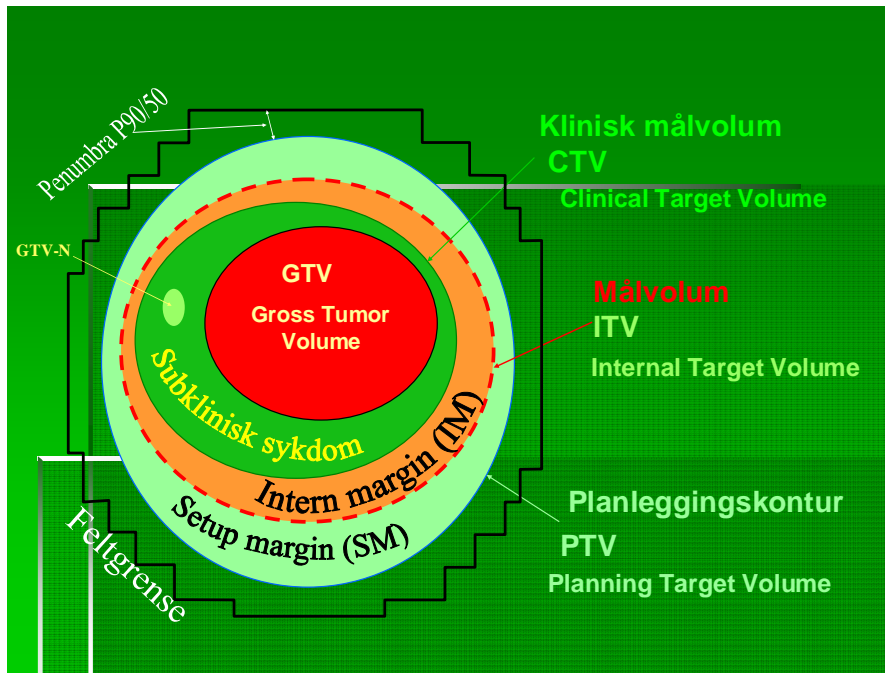 Penumbra P90/50
Klinisk målvolum
CTV
Clinical Target Volume
GTV-N
GTV
Gross Tumor
Volume
Målvolum
ITV
Internal Target Volume
Subklinisk sykdom
Intern margin (IM)
Setup margin (SM)
Planleggingskontur
PTV
Planning Target Volume
Feltgrense